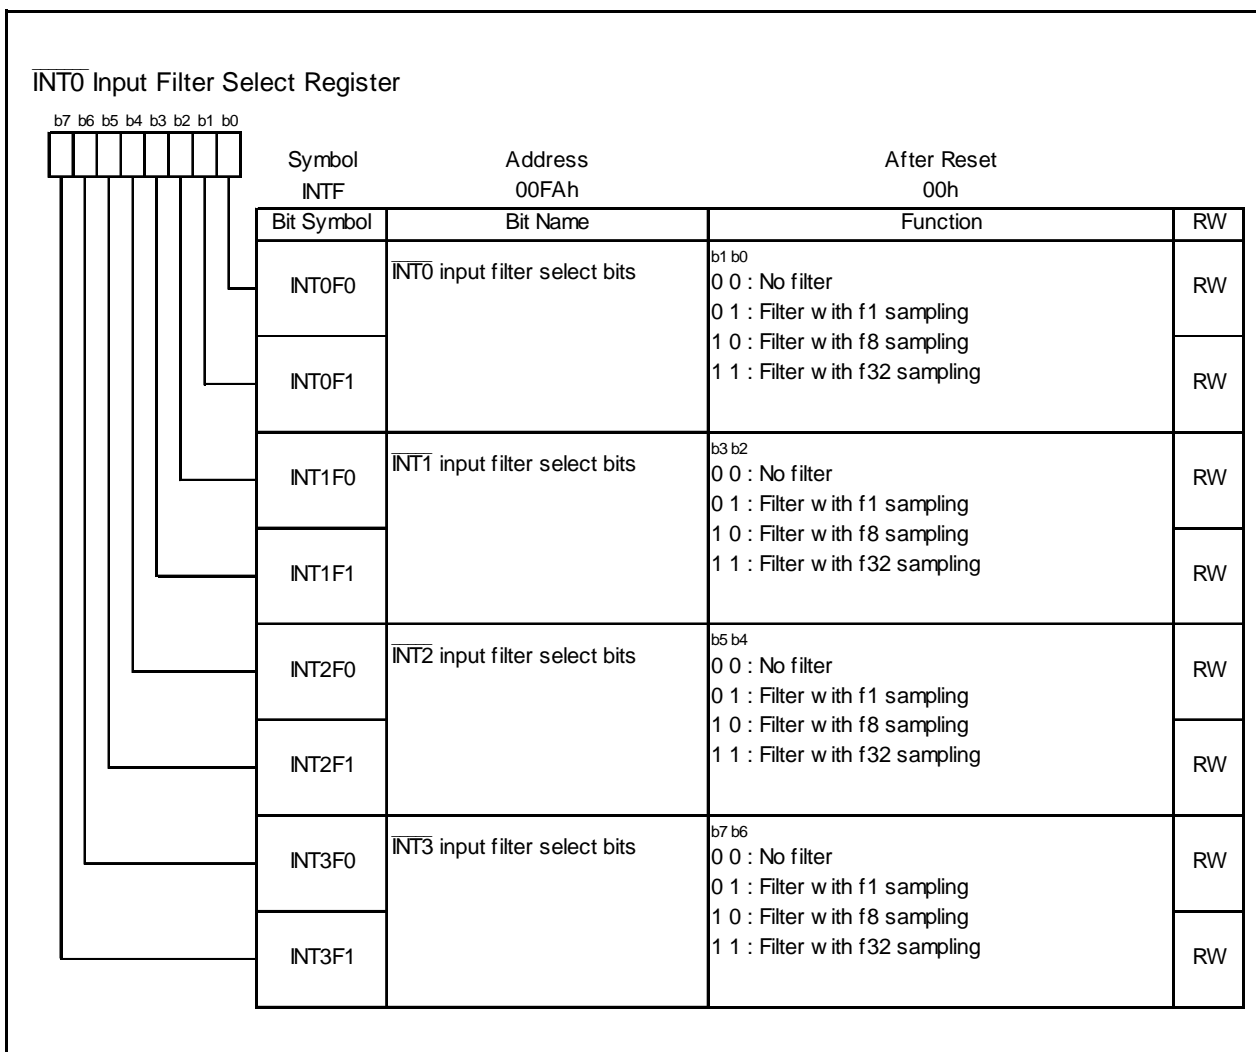 INT0 Input Filter Select Register
b7 b6 b5 b4 b3 b2 b1 b0
Symbol Address After Reset
INTF 00FAh 00h
Bit Symbol Bit Name Function RW
INT0F0 INT0 input filter select bits b1 b0
0 0 : No filter RW
0 1 : Filter with f1 sampling
1 0 : Filter with f8 sampling
INT0F1 1 1 : Filter with f32 sampling RW
INT1F0 INT1 input filter select bits b3 b2
0 0 : No filter RW
0 1 : Filter with f1 sampling
1 0 : Filter with f8 sampling
INT1F1 1 1 : Filter with f32 sampling RW
INT2F0 INT2 input filter select bits b5 b4
0 0 : No filter RW
0 1 : Filter with f1 sampling
1 0 : Filter with f8 sampling
INT2F1 1 1 : Filter with f32 sampling RW
INT3F0 INT3 input filter select bits b7 b6
0 0 : No filter RW
0 1 : Filter with f1 sampling
1 0 : Filter with f8 sampling
INT3F1 1 1 : Filter with f32 sampling RW